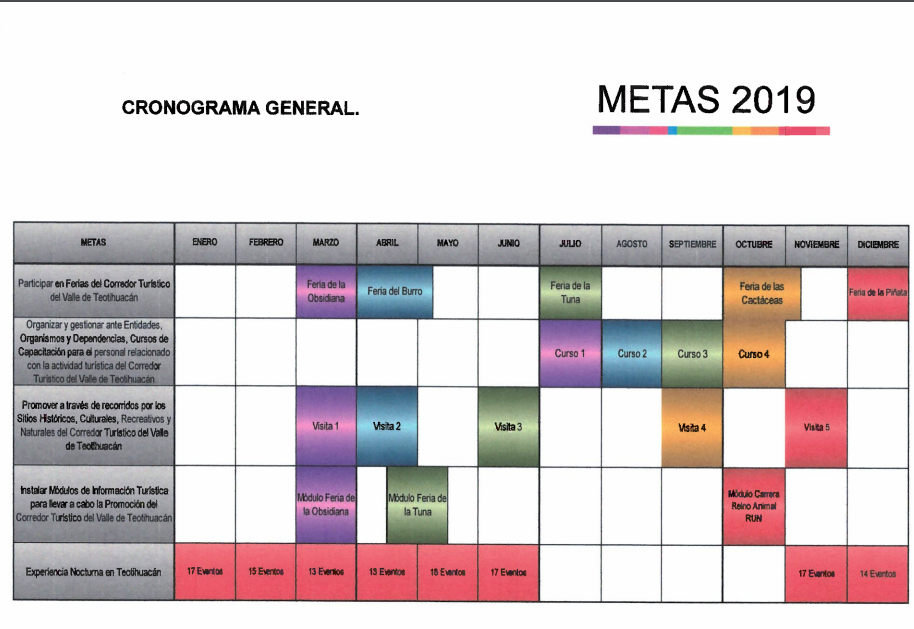 CRONOGRAMA GENERAL.
METAS 2019
METAS ENERO FEBRERO MARZO ABRIL MAYO JUNIO JULIO AGOSTO SEPTIEMBRE OCTUBRE NOVIEMBRE DICIEMBRE
Participar en Ferias del Corredor Turístico
del Valle de Teotihuacán
Feria de la
Obsidiana
Feria del Burro
Feria de la
Tuna
Feria de las
Cactáceas
Feria de la Piñata
Organizar y gestionar ante Entidades,
Organismos y Dependencias, Cursos de
Capacitación para el personal relacionado
con la actividad turística del Corredor
Turístico del Valle de Teotihuacán
Curso 1
Curso 2
Curso 3
Curso 4
Promover a través de recorridos por los
Sitios Históricos, Culturales, Recreativos y
Naturales del Corredor Turístico del Valle
de Teotihuacán
Visita 1
Visita 2
Visita 3
Visita 4
Visita 5
Instalar Módulos de Información Turística
para llevar a cabo la Promoción del
Corredor Turístico del Valle de Teotihuacán
Módulo Feria de
la Obsidiana
Módulo Feria de
la Tuna
Módulo Carrera
Reino Animal
RUN
Experiencia Nocturna en Teotihuacán
17 Eventos
15 Eventos
13 Eventos
13 Eventos
Eventos
17 Eventos
17 Eventos
14 Eventos